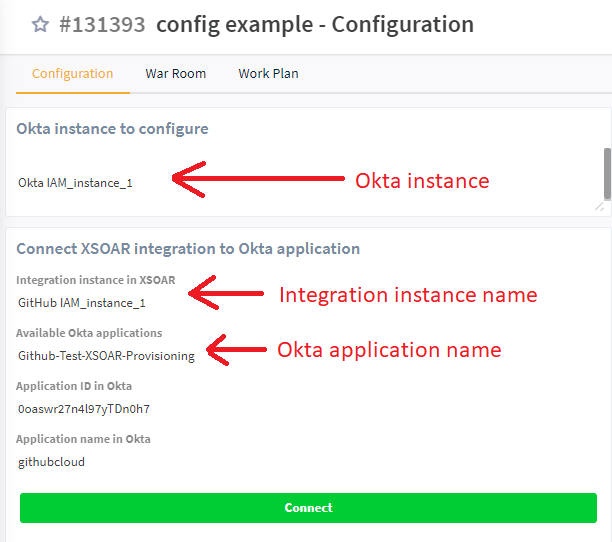 #131393 config example - Configuration
Configuration War Room Work Plan
Okta instance to configure
Okta IAM_instance_1
Okta instance
Connect XSOAR integration to Okta application
Integration instance in XSOAR
GitHub IAM_instance_1
Integration instance name
Available Okta applications
Github-Test-XSOAR-Provisioning
Okta application name
Application ID in Okta
0oaswr27n4l97yTDn0h7
Application name in Okta
githubcloud
Connect